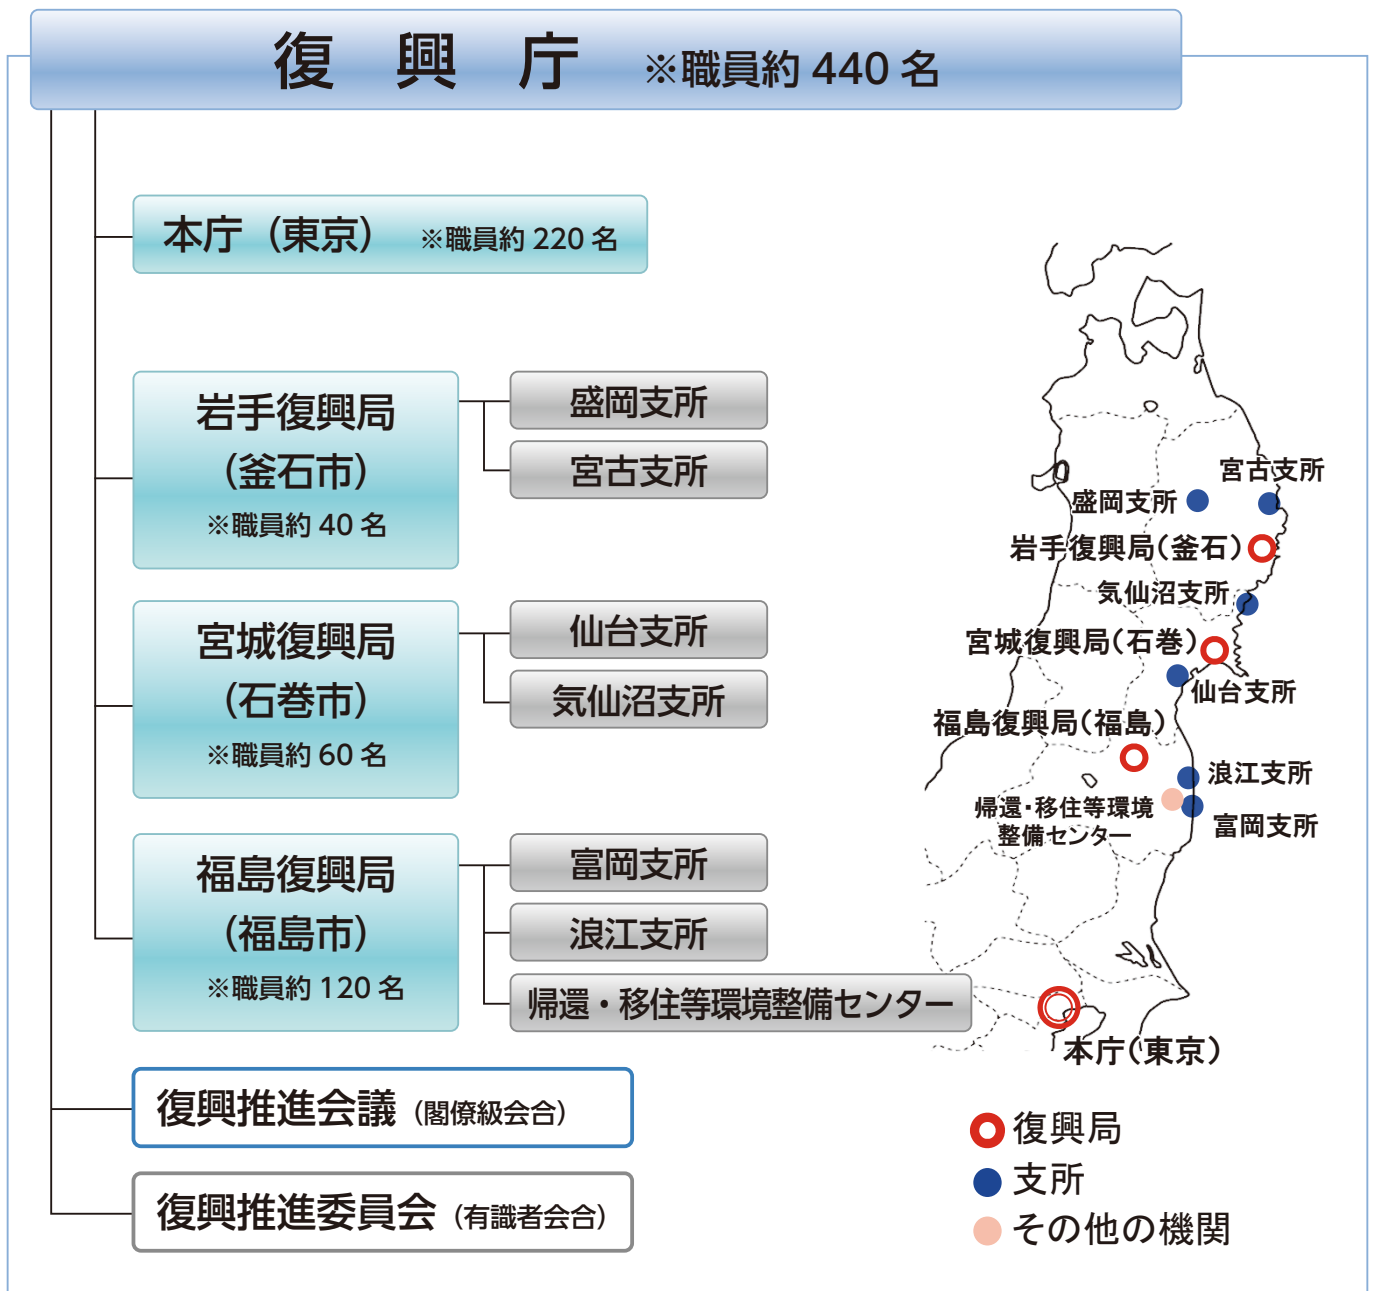 復興庁 ※職員約 440 名
本庁（東京） ※職員約 220 名
岩手復興局
（釜石市）
※職員約 40 名
盛岡支所
宮古支所
宮城復興局
（石巻市）
※職員約 60 名
仙台支所
気仙沼支所
福島復興局
（福島市）
※職員約 120 名
富岡支所
浪江支所
帰還・移住等環境整備センター
復興推進会議（閣僚級会合）
復興推進委員会（有識者会合）
宮古支所
盛岡支所
岩手復興局（釜石）
気仙沼支所
宮城復興局（石巻）
仙台支所
福島復興局（福島）
浪江支所
帰還・移住等環境
整備センター
富岡支所
本庁（東京）
復興局
支所
その他の機関